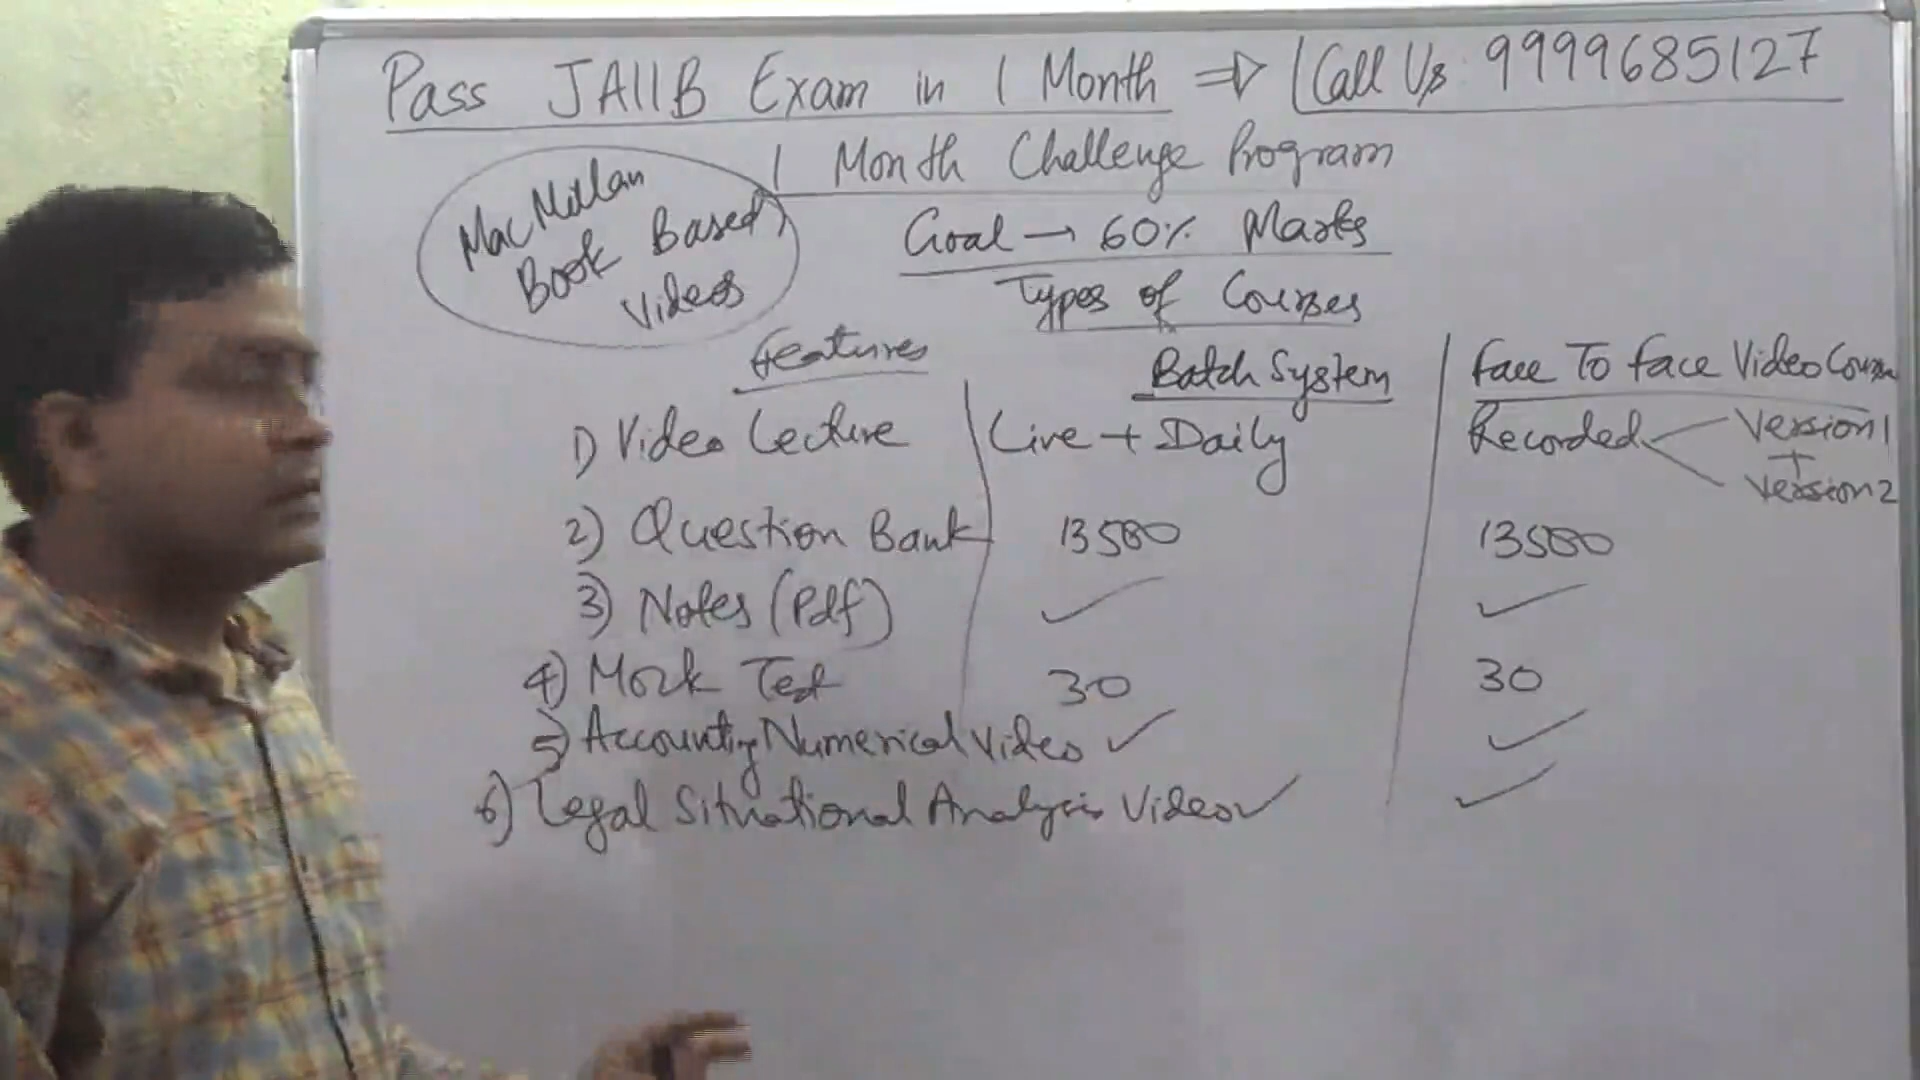 Pass JAIIB Exam in 1 Month ⇒ Call Us: 9999685127
1 Month Challenge Program
MacMillan
Book Based
Videos
Goal → 60% Marks
Types of Courses
Features Batch System Face To Face Video Course
1) Video Lecture Live + Daily Recorded Version 1
+
Version 2
2) Question Bank 13500 13500
3) Notes (Pdf) ✓ ✓
4) Mock Test 30 30
5) Accounting Numerical Video ✓ ✓
6) Legal Situational Analysis Video ✓ ✓